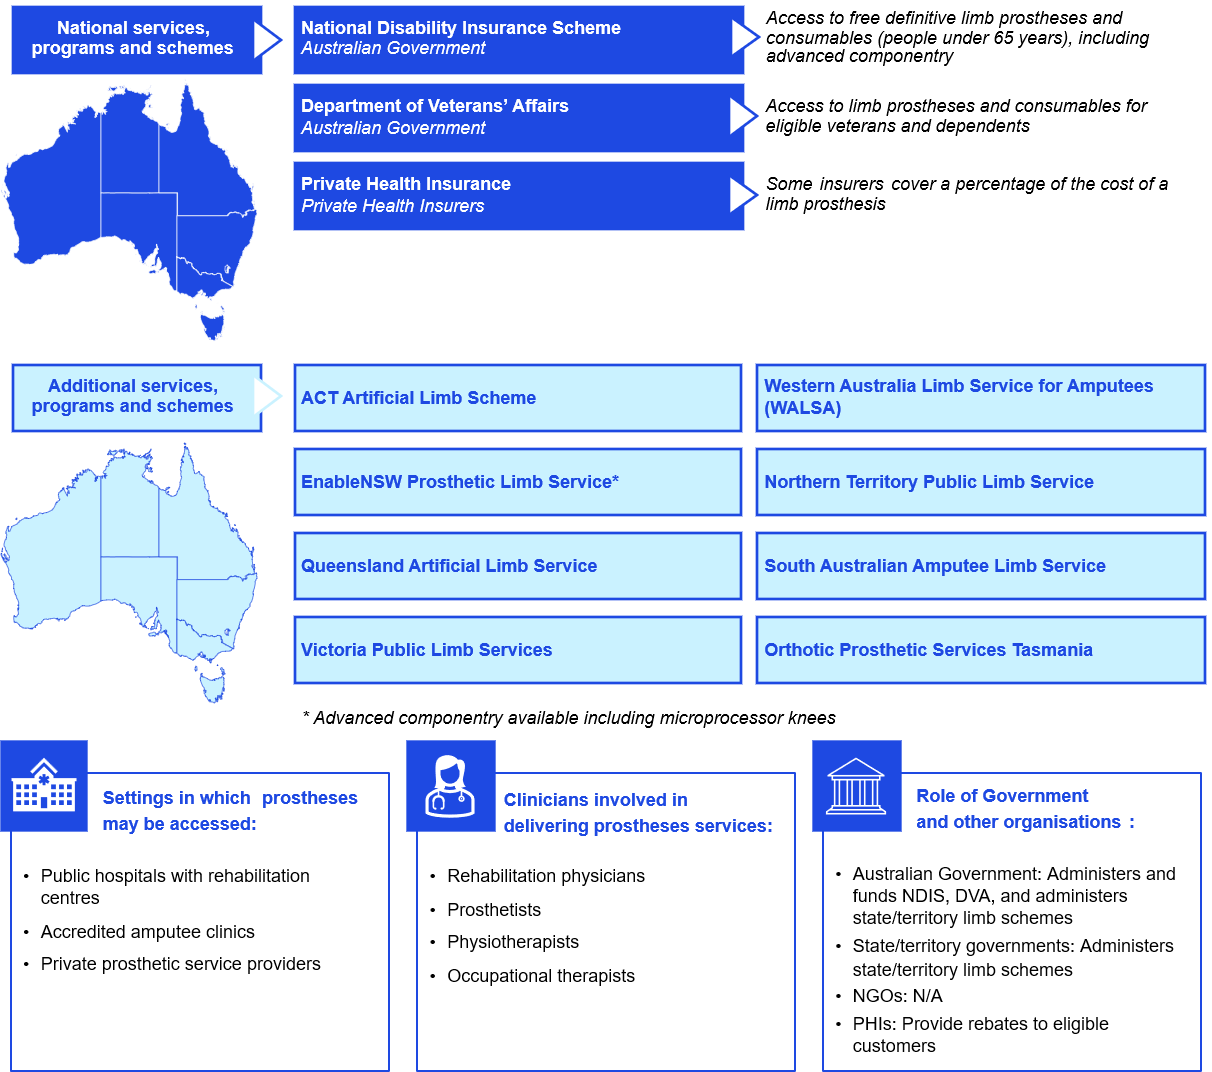 National services,
programs and schemes
National Disability Insurance Scheme
Australian Government
Access to free definitive limb prostheses and
consumables (people under 65 years), including
advanced componentry
Department of Veterans’ Affairs
Australian Government
Access to limb prostheses and consumables for
eligible veterans and dependents
Private Health Insurance
Private Health Insurers
Some insurers cover a percentage of the cost of a
limb prosthesis
Additional services,
programs and schemes
ACT Artificial Limb Scheme
Western Australia Limb Service for Amputees
(WALSA)
EnableNSW Prosthetic Limb Service*
Northern Territory Public Limb Service
Queensland Artificial Limb Service
South Australian Amputee Limb Service
Victoria Public Limb Services
Orthotic Prosthetic Services Tasmania
* Advanced componentry available including microprocessor knees
Settings in which prostheses
may be accessed:
• Public hospitals with rehabilitation
centres
• Accredited amputee clinics
• Private prosthetic service providers
Clinicians involved in
delivering prostheses services:
• Rehabilitation physicians
• Prosthetists
• Physiotherapists
• Occupational therapists
Role of Government
and other organisations :
• Australian Government: Administers and
funds NDIS, DVA, and administers
state/territory limb schemes
• State/territory governments: Administers
state/territory limb schemes
• NGOs: N/A
• PHIs: Provide rebates to eligible
customers